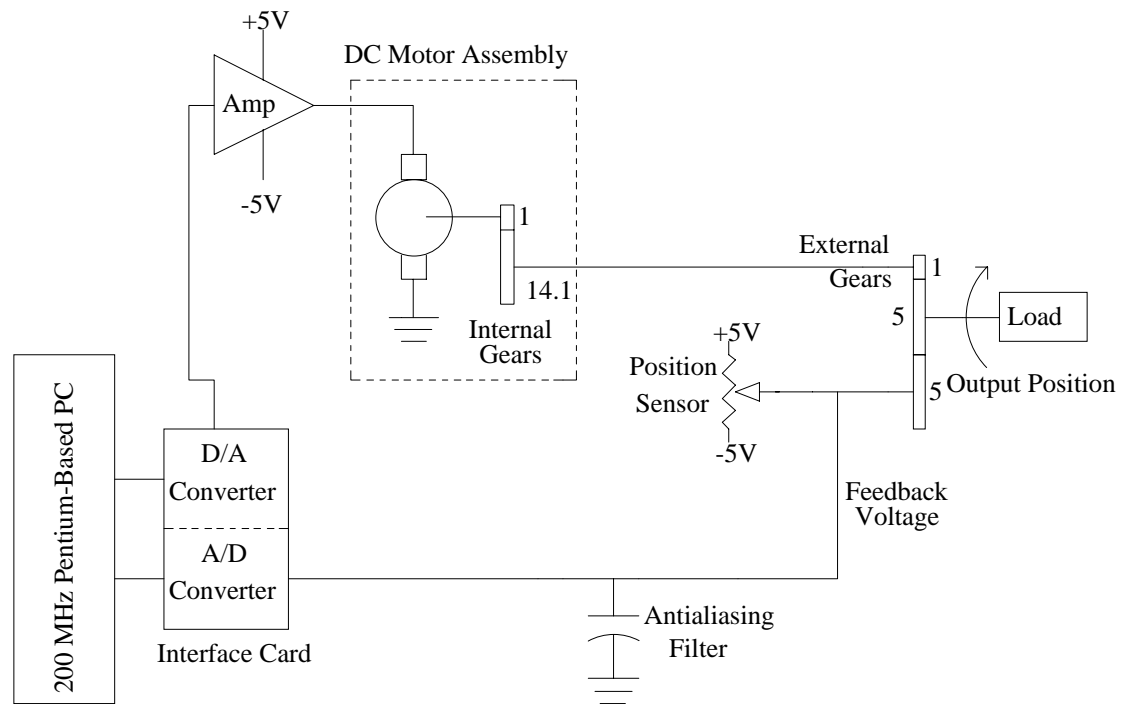 +5V
DC Motor Assembly
Amp
-5V
1
14.1
Internal
Gears
External
Gears
1
5
5
Load
Output Position
+5V
Position
Sensor
-5V
Feedback
Voltage
200 MHz Pentium-Based PC
D/A
Converter
A/D
Converter
Interface Card
Antialiasing
Filter